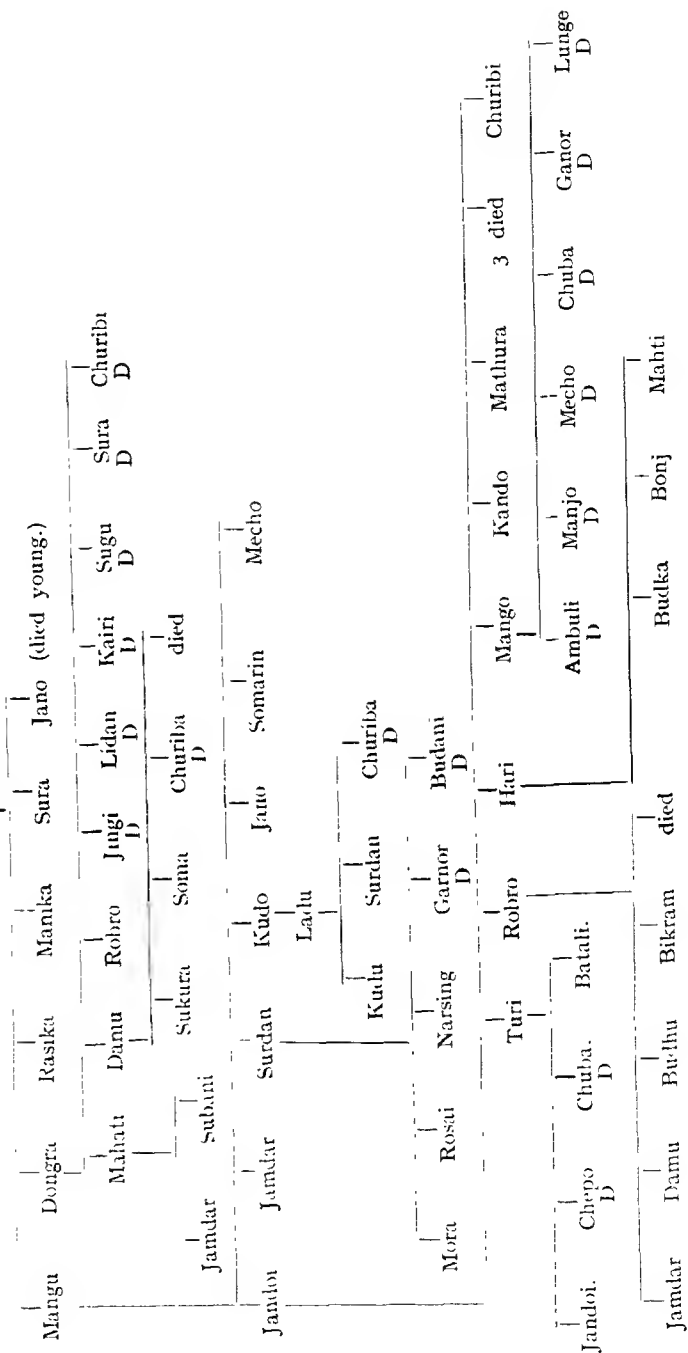 Mangu Dongra Rasika Manika Sura Jano (died young.)
Mahati Damu Robro Jingi Lidan Kairi Sugu Sura Churibi
D D D D D D
Jamdar Subani Sukura Soma Churiba died
D
Jandoi Jamdar Surdan Kudo Jano Somarin Mecho
Ladu
Kudu Surdan Churiba
D
Mora Rosai Narsing Garnor Budani
D D
Turi Robro Hari Mango Kando Mathura 3 died Churibi
Jandoi. Chepo Chuba. Batali. Ambuli Manjo Mecho Chuba Ganor Lunge
D D D D D D D D
Jamdar Damu Budhu Bikram died Budka Bonj Mahti